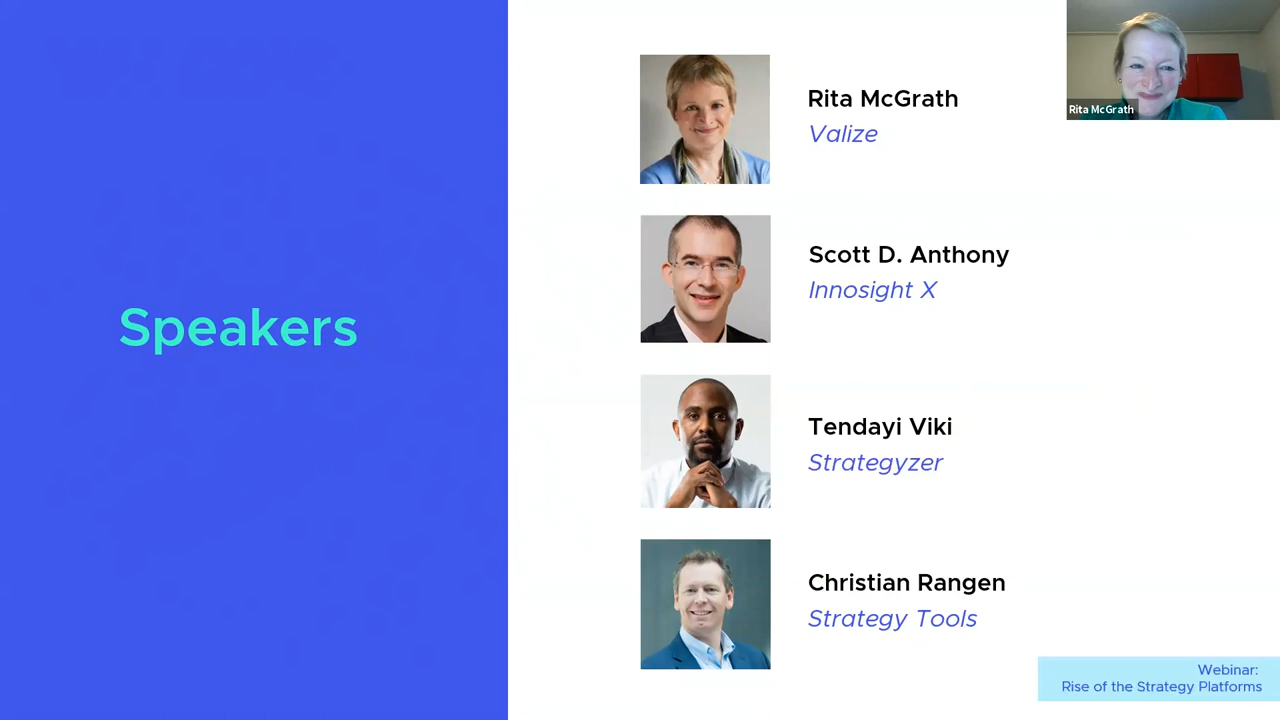 Speakers
Rita McGrath
Valize
Scott D. Anthony
Innosight X
Tendayi Viki
Strategyzer
Christian Rangen
Strategy Tools
Rita McGrath
Webinar:
Rise of the Strategy Platforms